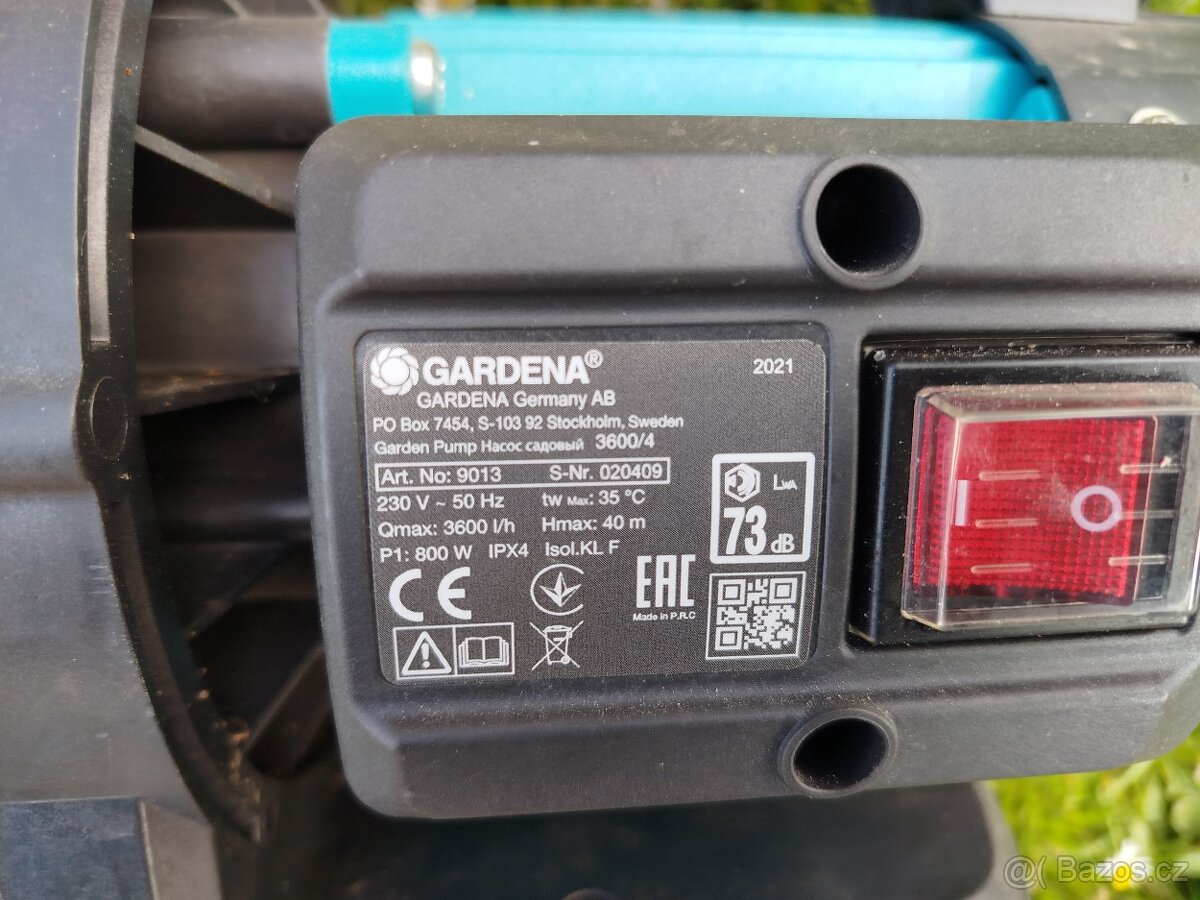 GARDENA®
2021
GARDENA Germany AB
PO Box 7454, S-103 92 Stockholm, Sweden
Garden Pump Насос садовый 3600/4
Art. No: 9013 S-Nr. 020409
230 V ~ 50 Hz tw Max: 35 °C
Qmax: 3600 l/h Hmax: 40 m
P1: 800 W IPX4 Isol.KL F
LWA
73 dB
CE
EAC
Made in P.R.C
I O
@( Bazos.cz